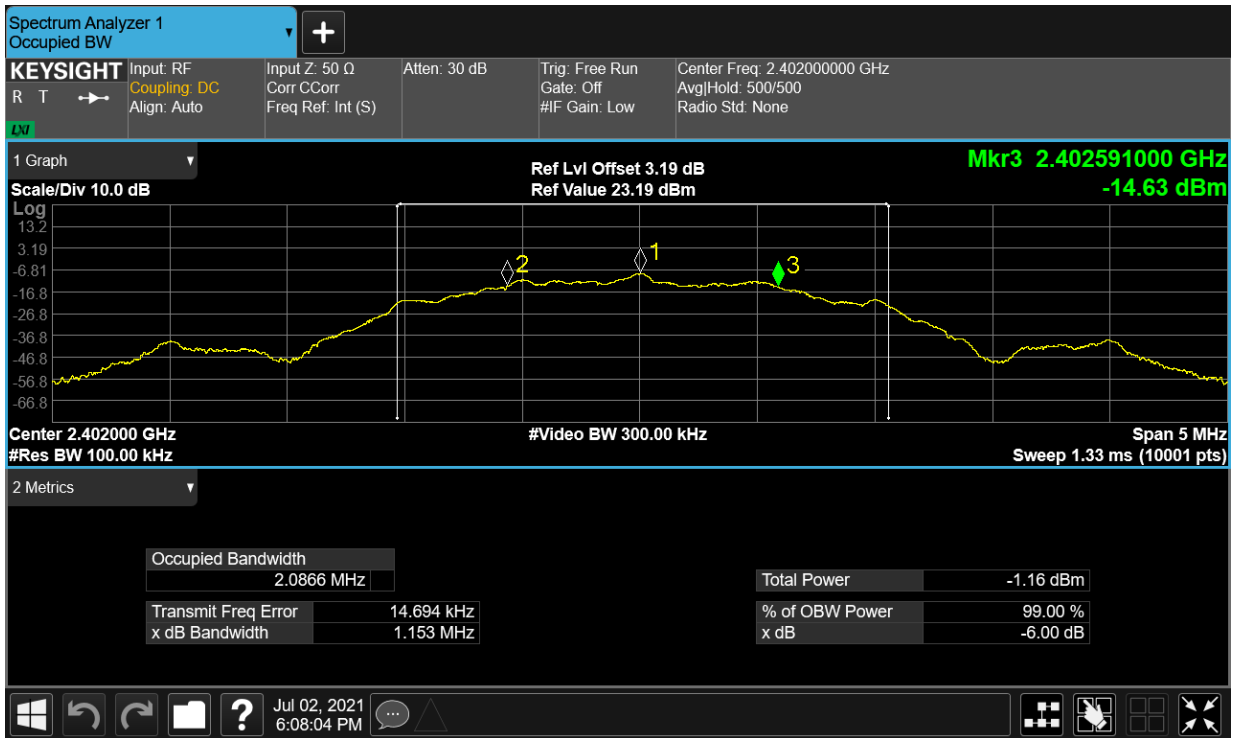 Spectrum Analyzer 1
Occupied BW
KEYSIGHT
R T
LXI
Input: RF
Coupling: DC
Align: Auto
Input Z: 50 Ω
Corr CCorr
Freq Ref: Int (S)
Atten: 30 dB
Trig: Free Run
Gate: Off
#IF Gain: Low
Center Freq: 2.402000000 GHz
Avg|Hold: 500/500
Radio Std: None
1 Graph
Ref Lvl Offset 3.19 dB
Mkr3 2.402591000 GHz
Scale/Div 10.0 dB
Ref Value 23.19 dBm
-14.63 dBm
Log
13.2
3.19
-6.81
-16.8
-26.8
-36.8
-46.8
-56.8
-66.8
2
1
3
Center 2.402000 GHz
#Video BW 300.00 kHz
Span 5 MHz
#Res BW 100.00 kHz
Sweep 1.33 ms (10001 pts)
2 Metrics
Occupied Bandwidth
2.0866 MHz
Transmit Freq Error 14.694 kHz
x dB Bandwidth 1.153 MHz
Total Power -1.16 dBm
% of OBW Power 99.00 %
x dB -6.00 dB
?
Jul 02, 2021
6:08:04 PM